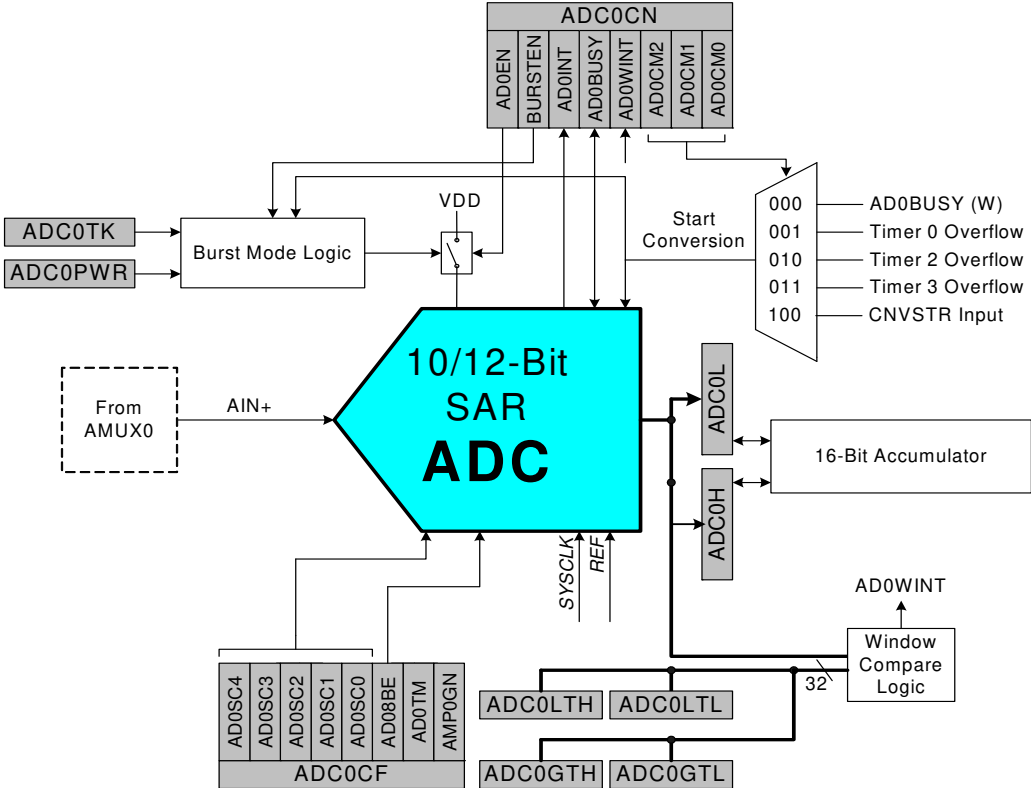 ADC0CN
AD0EN
BURSTEN
AD0INT
AD0BUSY
AD0WINT
AD0CM2
AD0CM1
AD0CM0
VDD
Start
Conversion
000
AD0BUSY (W)
001
Timer 0 Overflow
010
Timer 2 Overflow
011
Timer 3 Overflow
100
CNVSTR Input
ADC0TK
ADC0PWR
Burst Mode Logic
From
AMUX0
AIN+
10/12-Bit
SAR
ADC
ADC0L
ADC0H
16-Bit Accumulator
SYSCLK
REF
AD0WINT
Window
Compare
Logic
32
AD0SC4
AD0SC3
AD0SC2
AD0SC1
AD0SC0
AD08BE
AD0TM
AMP0GN
ADC0CF
ADC0LTH
ADC0LTL
ADC0GTH
ADC0GTL